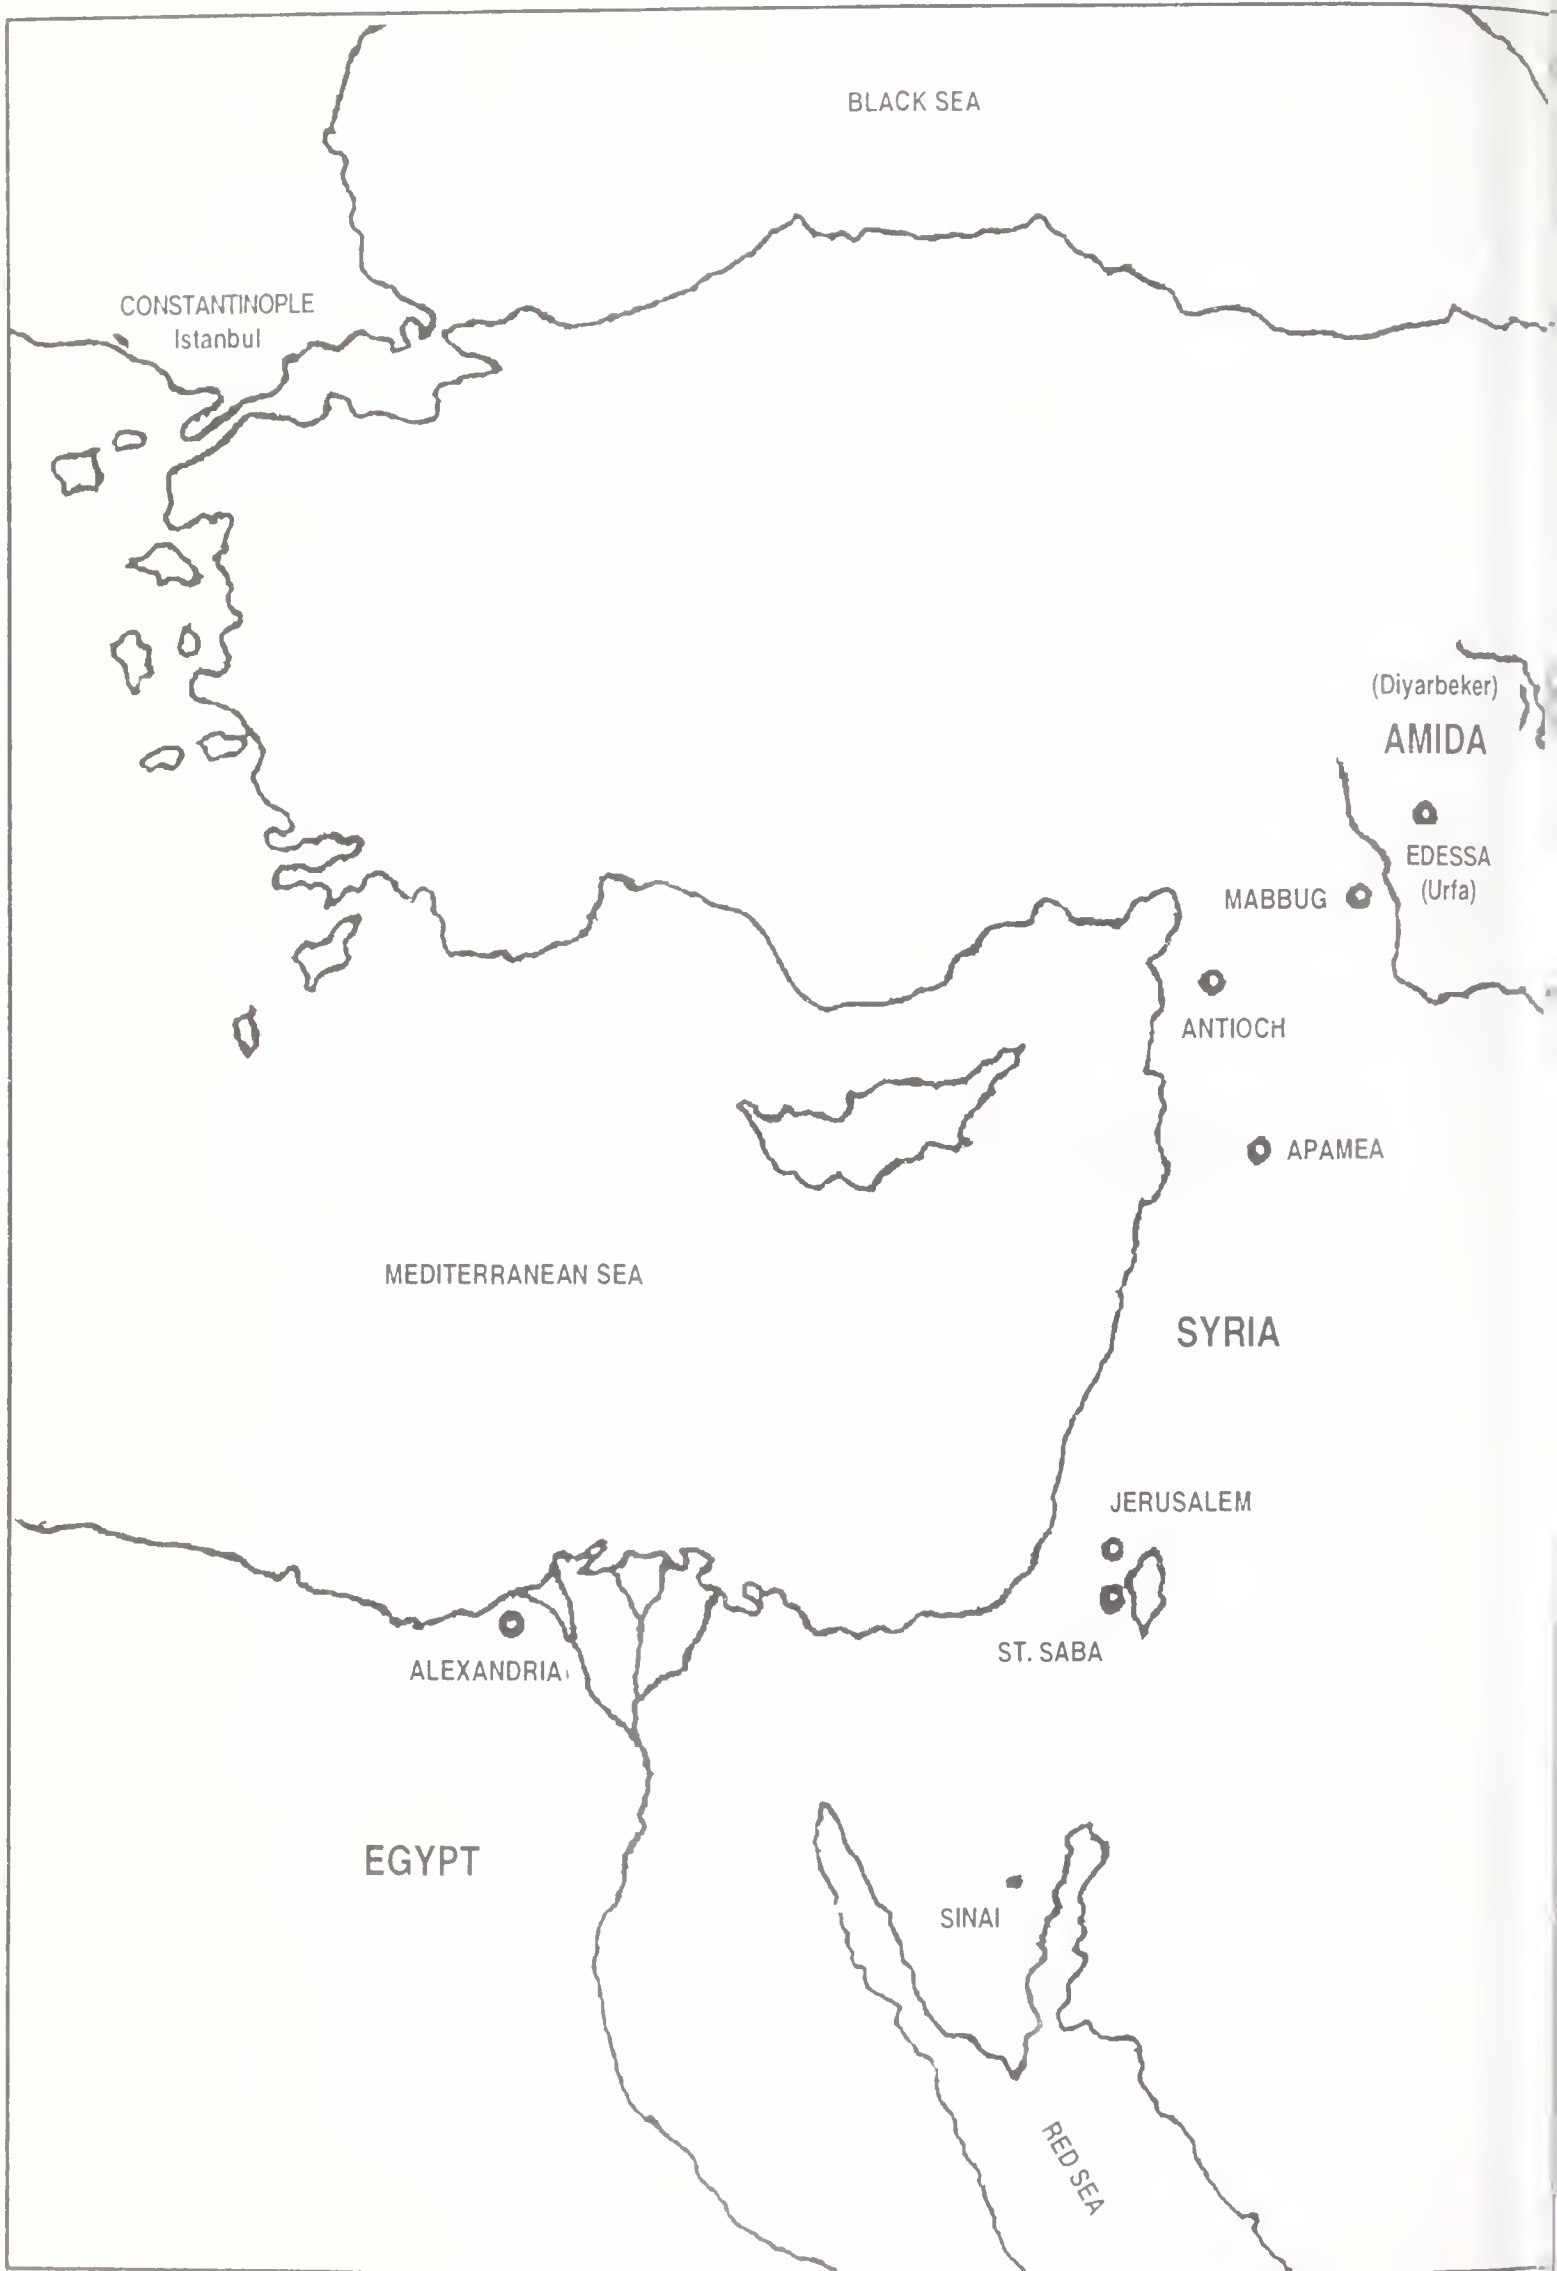 BLACK SEA
CONSTANTINOPLE
Istanbul
(Diyarbeker)
AMIDA
EDESSA
(Urfa)
MABBUG
ANTIOCH
APAMEA
MEDITERRANEAN SEA
SYRIA
JERUSALEM
ST. SABA
ALEXANDRIA
EGYPT
SINAI
RED SEA